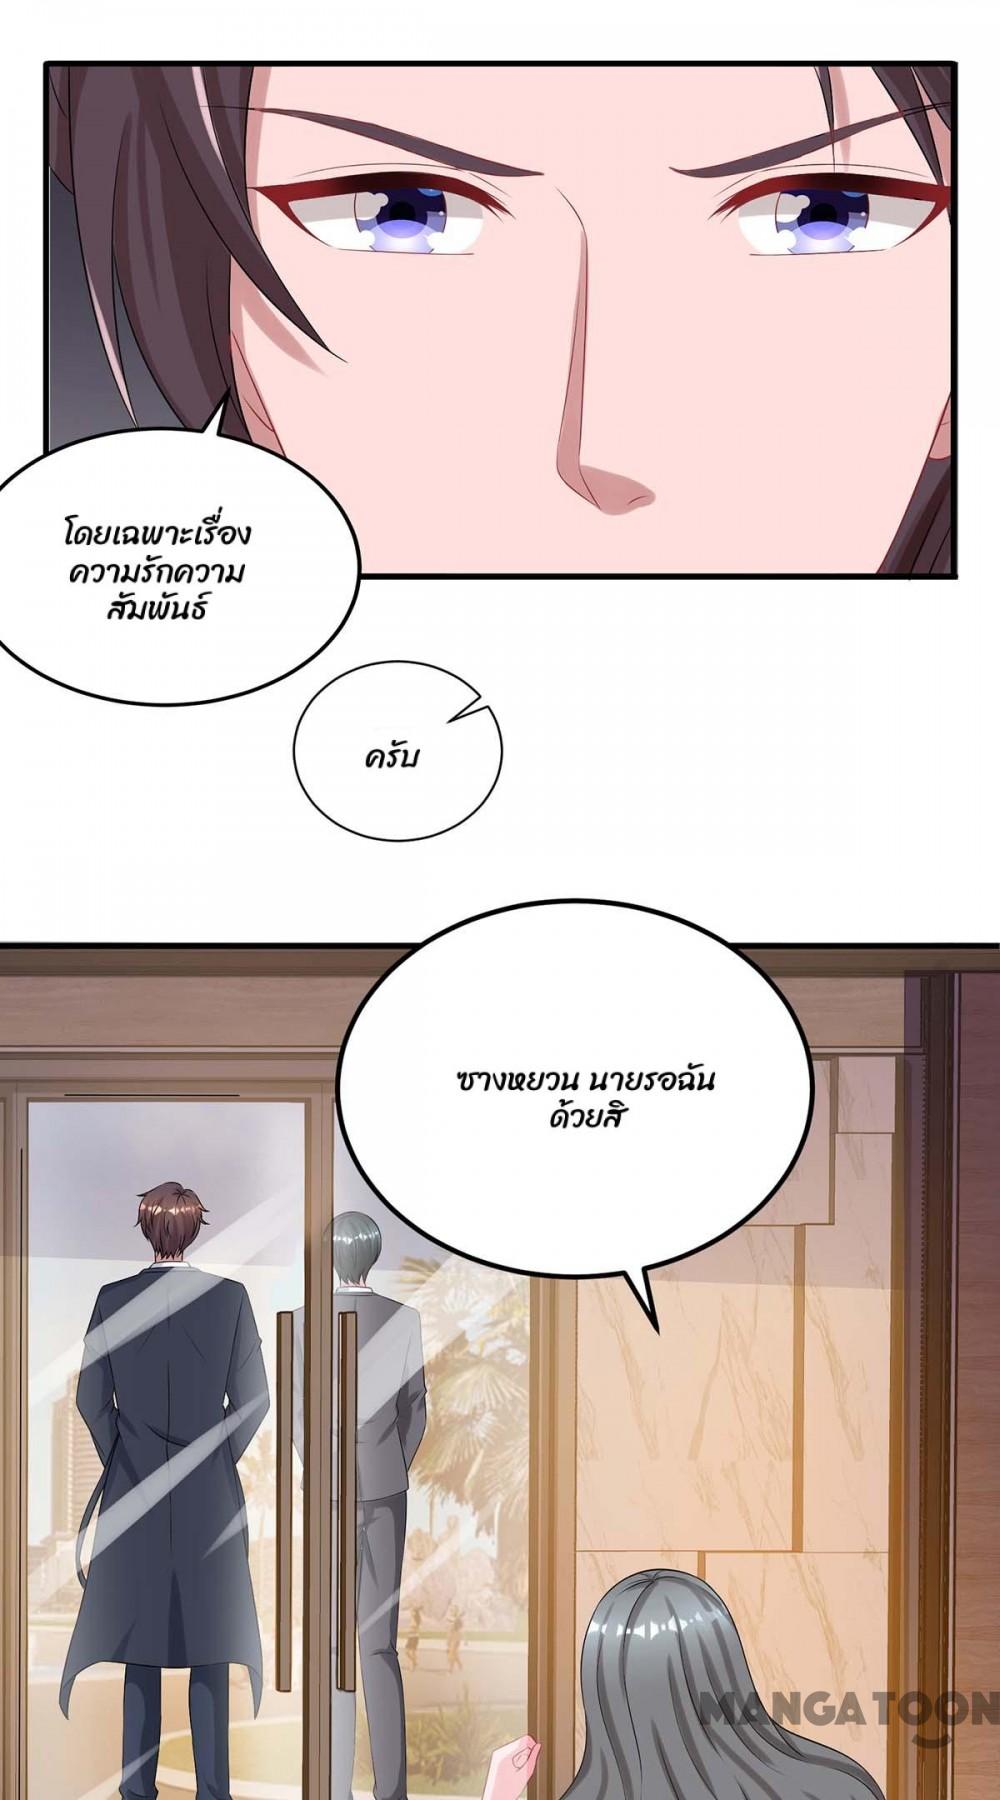 โดยเฉพาะเรื่อง
ความรักความ
สัมพันธ์
ครับ
ซางหยวน นายรอฉัน
ด้วยสิ
MANGATOON